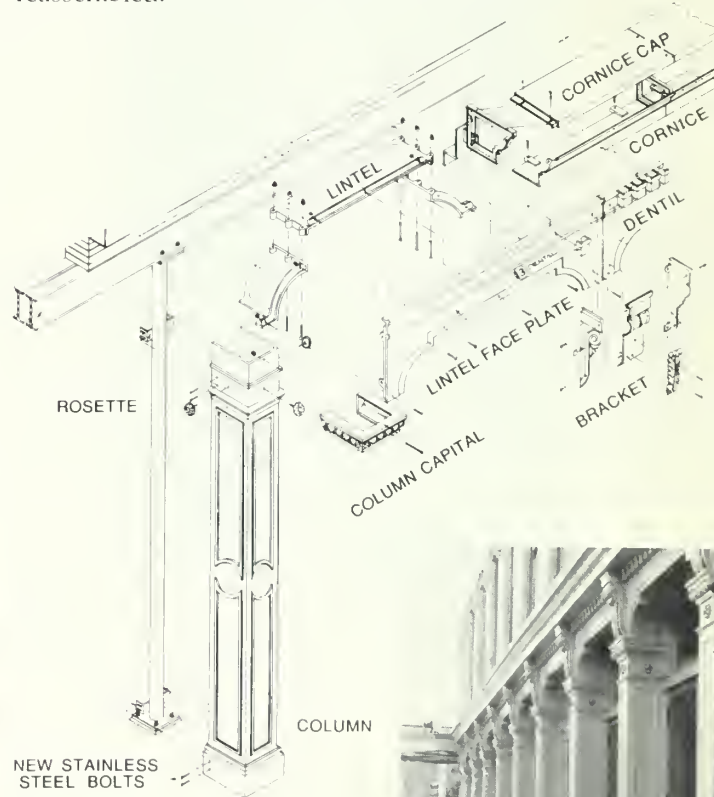 CORNICE CAP
CORNICE
LINTEL
DENTIL
LINTEL FACE PLATE
BRACKET
ROSETTE
COLUMN CAPITAL
COLUMN
NEW STAINLESS
STEEL BOLTS